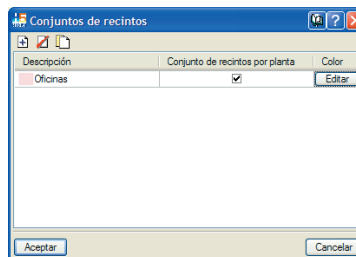 Conjuntos de recintos
Descripción Conjunto de recintos por planta Color
Oficinas Editar
Aceptar Cancelar